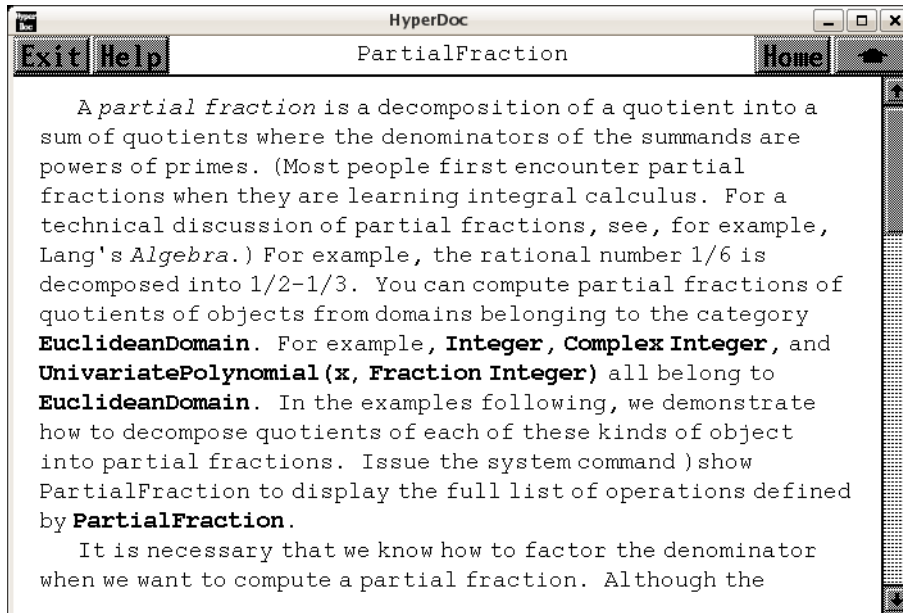 Hyper Doc HyperDoc
Exit Help PartialFraction Home
A partial fraction is a decomposition of a quotient into a
sum of quotients where the denominators of the summands are
powers of primes. (Most people first encounter partial
fractions when they are learning integral calculus. For a
technical discussion of partial fractions, see, for example,
Lang's Algebra.) For example, the rational number 1/6 is
decomposed into 1/2-1/3. You can compute partial fractions of
quotients of objects from domains belonging to the category
EuclideanDomain. For example, Integer, Complex Integer, and
UnivariatePolynomial(x, Fraction Integer) all belong to
EuclideanDomain. In the examples following, we demonstrate
how to decompose quotients of each of these kinds of object
into partial fractions. Issue the system command )show
PartialFraction to display the full list of operations defined
by PartialFraction.
It is necessary that we know how to factor the denominator
when we want to compute a partial fraction. Although the